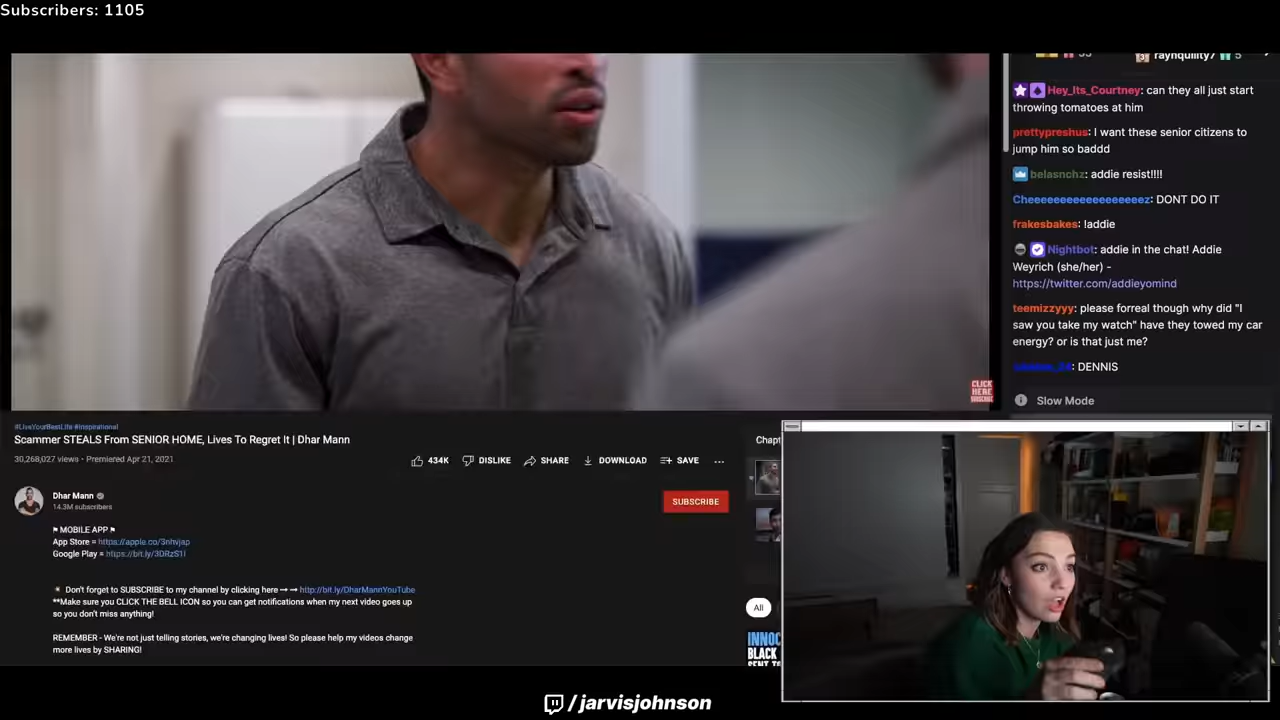 Subscribers: 1105
raynquility7 5
Hey_Its_Courtney: can they all just start
throwing tomatoes at him
prettypreshus: I want these senior citizens to
jump him so baddd
belasnchz: addie resist!!!!
Cheeeeeeeeeeeeeeeeez: DONT DO IT
frakesbakes: !addie
Nightbot: addie in the chat! Addie
Weyrich (she/her) -
https://twitter.com/addieyomind
teemizzyyy: please forreal though why did "I
saw you take my watch" have they towed my car
energy? or is that just me?
: DENNIS
Slow Mode
CLICK
HERE
SUBSCRIBE
#LiveYourBestLife #Inspirational
Scammer STEALS From SENIOR HOME, Lives To Regret It | Dhar Mann
30,268,027 views • Premiered Apr 21, 2021
434K DISLIKE SHARE DOWNLOAD SAVE ...
Chapt
Dhar Mann
14.3M subscribers
SUBSCRIBE
MOBILE APP
App Store = https://apple.co/3nhvjap
Google Play = https://bit.ly/3DRzS1I
Don't forget to SUBSCRIBE to my channel by clicking here → → http://bit.ly/DharMannYouTube
**Make sure you CLICK THE BELL ICON so you can get notifications when my next video goes up
so you don't miss anything!
REMEMBER - We're not just telling stories, we're changing lives! So please help my videos change
more lives by SHARING!
All
INNOC
BLACK
SENT TO
/jarvisjohnson